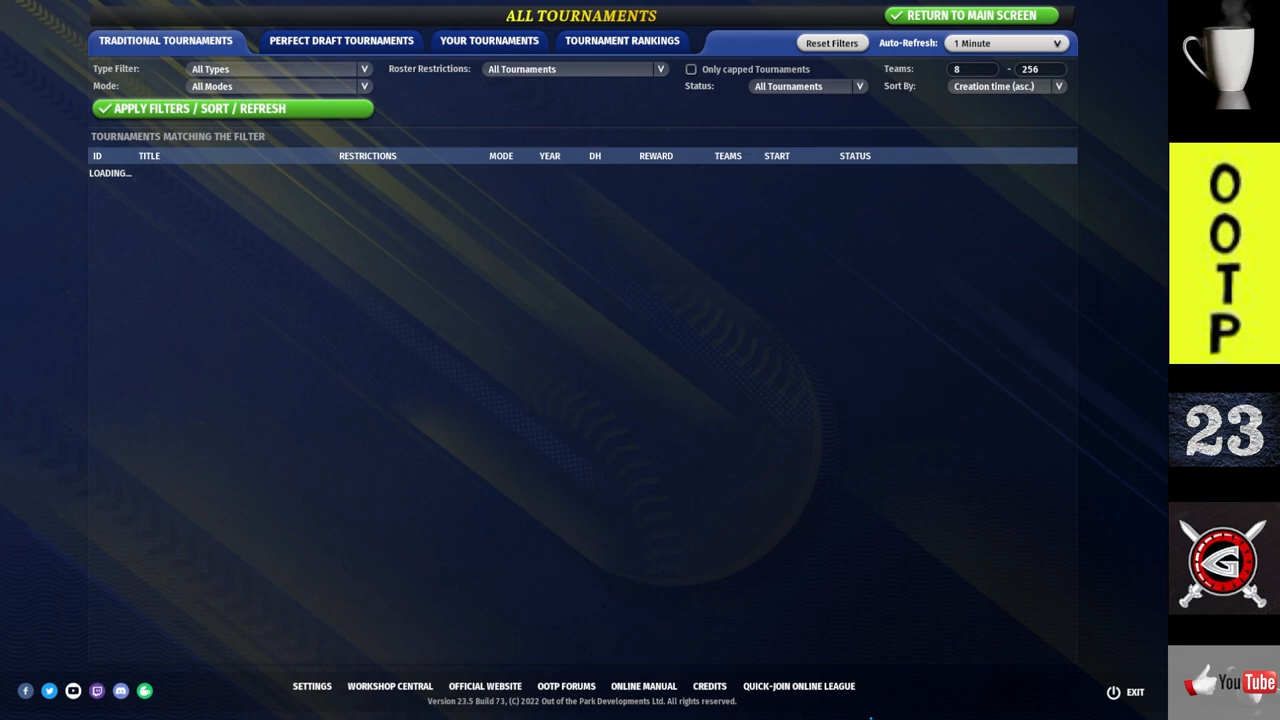 ALL TOURNAMENTS
RETURN TO MAIN SCREEN
TRADITIONAL TOURNAMENTS PERFECT DRAFT TOURNAMENTS YOUR TOURNAMENTS TOURNAMENT RANKINGS Reset Filters Auto-Refresh: 1 Minute
Type Filter: All Types Roster Restrictions: All Tournaments Only capped Tournaments Teams: 8 - 256
Mode: All Modes Status: All Tournaments Sort By: Creation time (asc.)
APPLY FILTERS / SORT / REFRESH
TOURNAMENTS MATCHING THE FILTER
ID TITLE RESTRICTIONS MODE YEAR DH REWARD TEAMS START STATUS
LOADING...
SETTINGS WORKSHOP CENTRAL OFFICIAL WEBSITE OOTP FORUMS ONLINE MANUAL CREDITS QUICK-JOIN ONLINE LEAGUE
Version 23.5 Build 73, (C) 2022 Out of the Park Developments Ltd. All rights reserved.
EXIT
O
O
T
P
23
G
YouTube